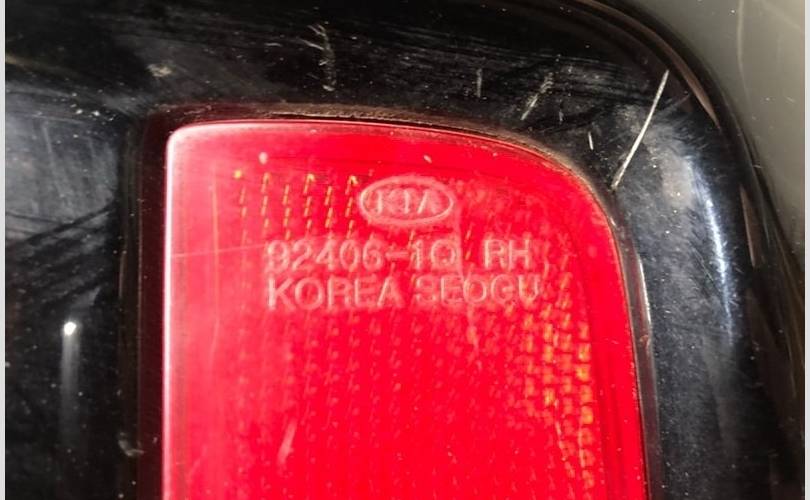 KIA
92406-1Q RH
KOREA SEOGU